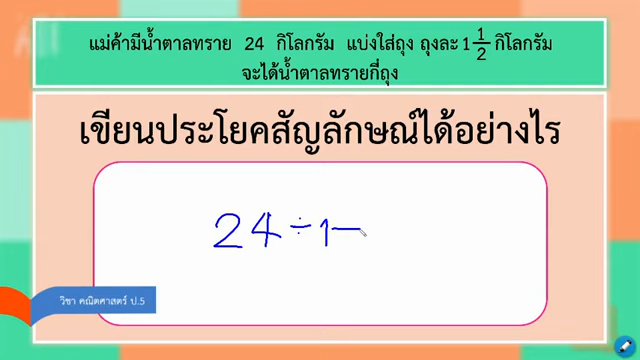 แม่ค้ามีน้ำตาลทราย 24 กิโลกรัม แบ่งใส่ถุง ถุงละ 1 1/2 กิโลกรัม
จะได้น้ำตาลทรายกี่ถุง
เขียนประโยคสัญลักษณ์ได้อย่างไร
24 ÷ 1
วิชา คณิตศาสตร์ ป.5